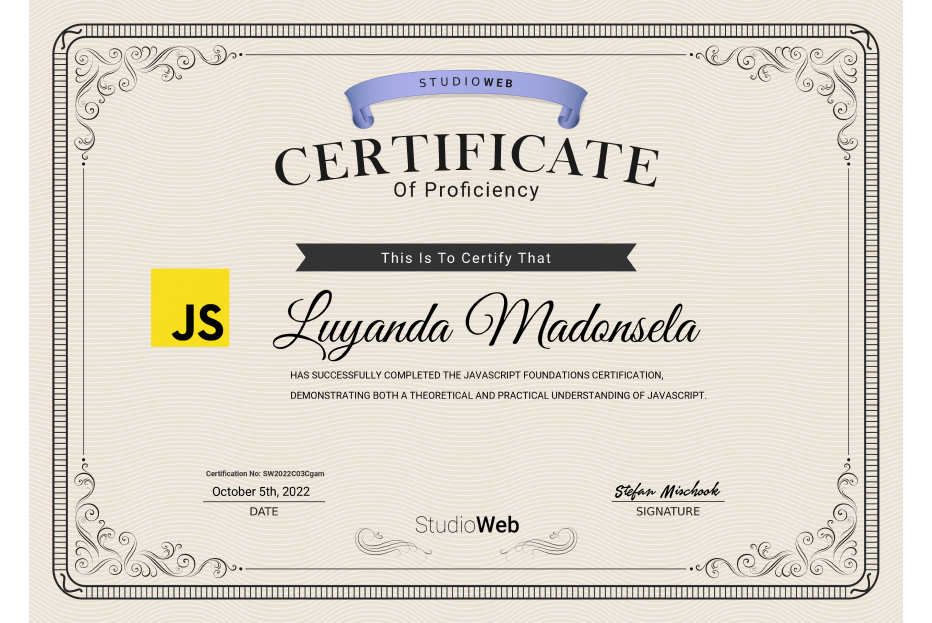 STUDIOWEB
CERTIFICATE
Of Proficiency
This Is To Certify That
JS
Luyanda Madonsela
HAS SUCCESSFULLY COMPLETED THE JAVASCRIPT FOUNDATIONS CERTIFICATION,
DEMONSTRATING BOTH A THEORETICAL AND PRACTICAL UNDERSTANDING OF JAVASCRIPT.
Certification No: SW2022C03Cgam
October 5th, 2022
DATE
Stefan Mischook
SIGNATURE
StudioWeb